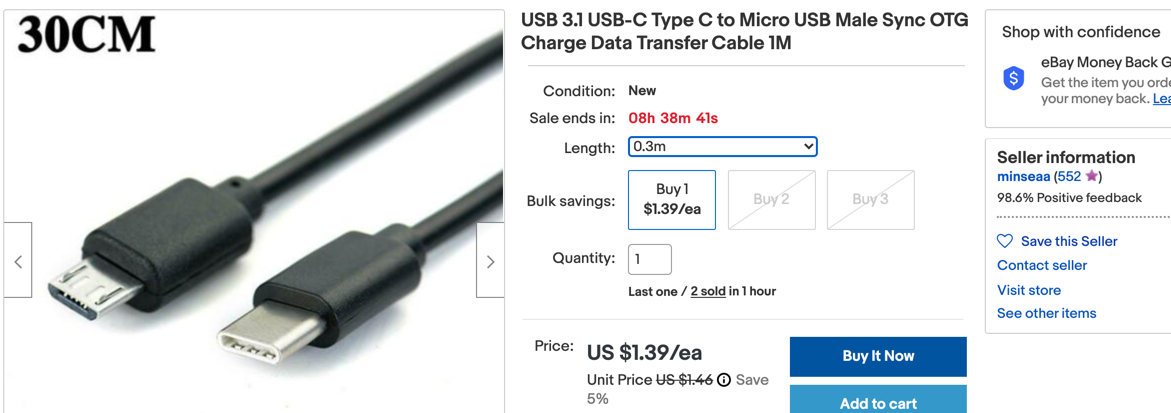 30CM
USB 3.1 USB-C Type C to Micro USB Male Sync OTG
Charge Data Transfer Cable 1M
Condition: New
Sale ends in: 08h 38m 41s
Length: 0.3m
Bulk savings:
Buy 1
$1.39/ea
Buy 2
Buy 3
Quantity: 1
Last one / 2 sold in 1 hour
Price: US $1.39/ea
Unit Price US $1.46 Save
5%
Buy It Now
Add to cart
Shop with confidence
eBay Money Back G
Get the item you orde
your money back. Lea
Seller information
minseaa (552)
98.6% Positive feedback
Save this Seller
Contact seller
Visit store
See other items